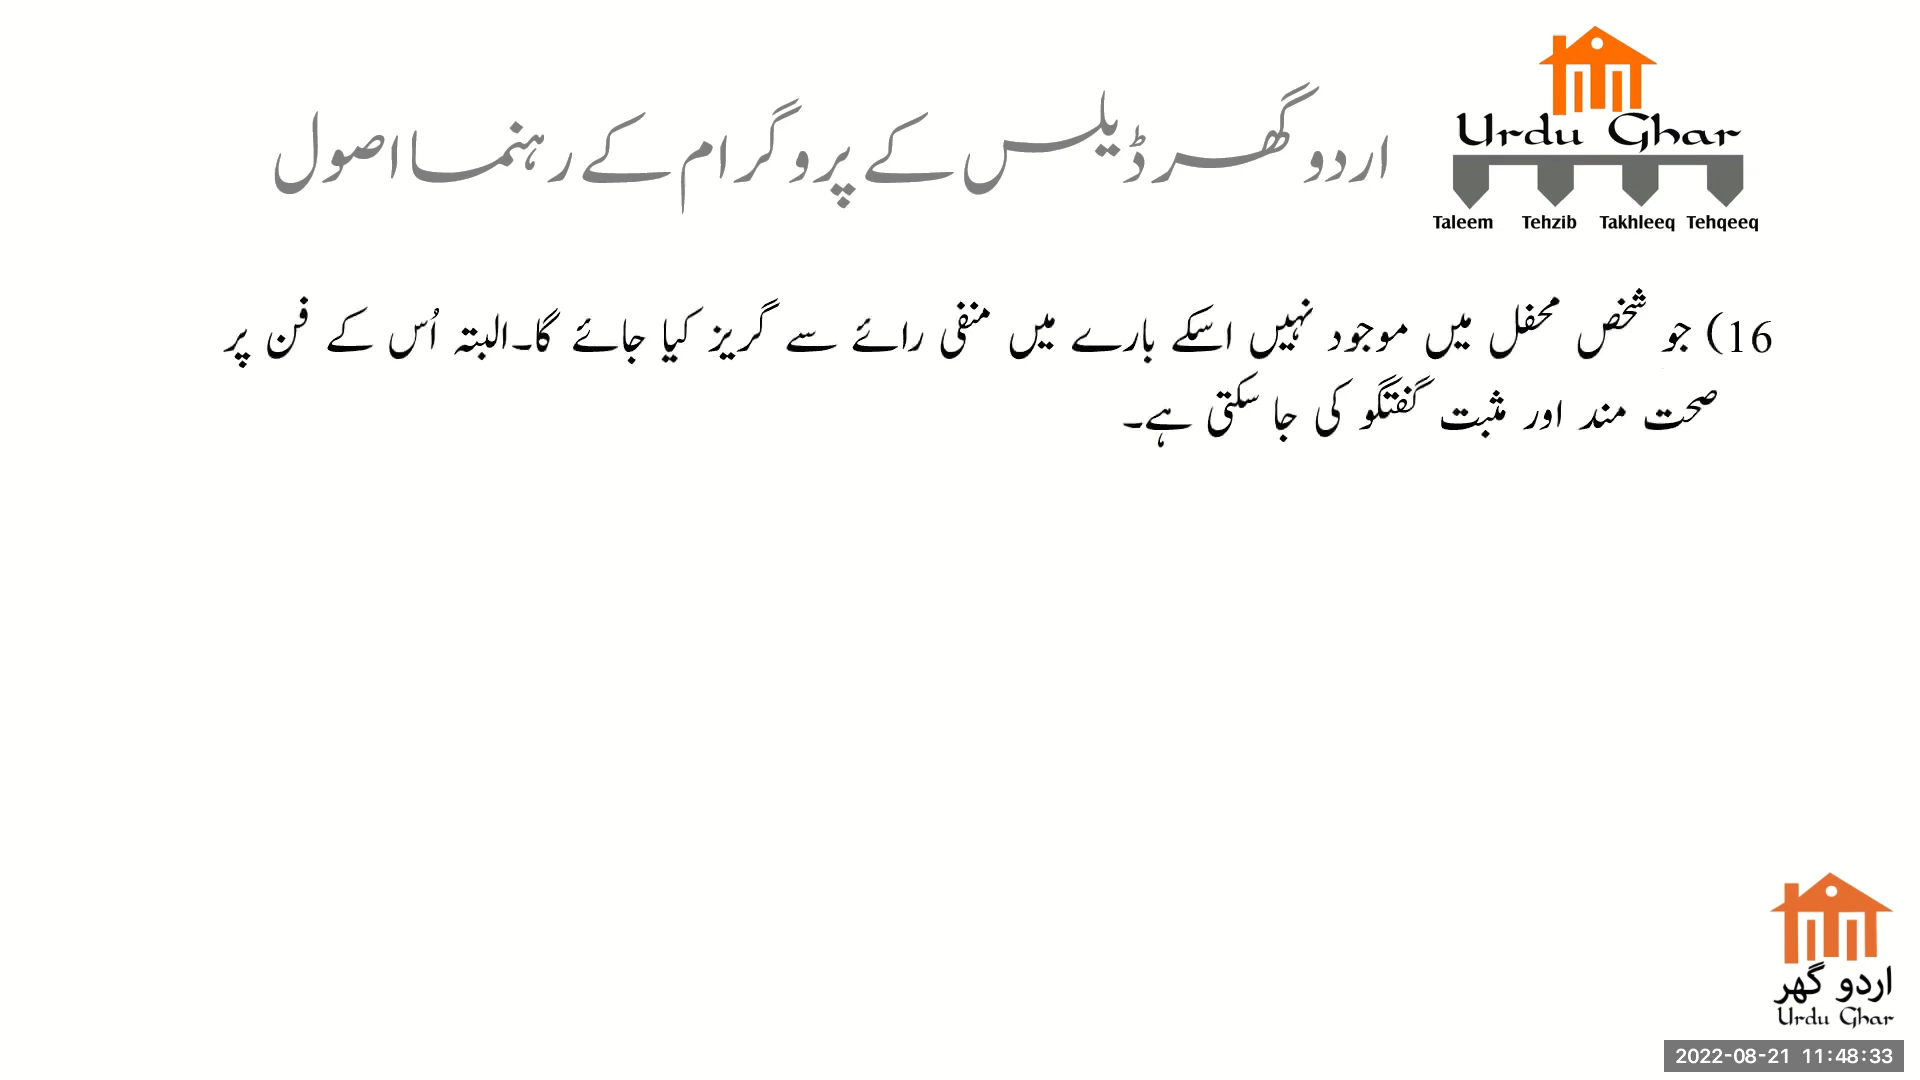 Urdu Ghar
Taleem Tehzib Takhleeq Tehqeeq
اردو گھر ڈیلس کے پروگرام کے رہنما اصول
16) جو شخص محفل میں موجود نہیں اسکے بارے میں منفی رائے سے گریز کیا جائے گا۔البتہ اُس کے فن پر
صحت مند اور مثبت گفتگو کی جا سکتی ہے۔
اردو گھر
Urdu Ghar
2022-08-21 11:48:33